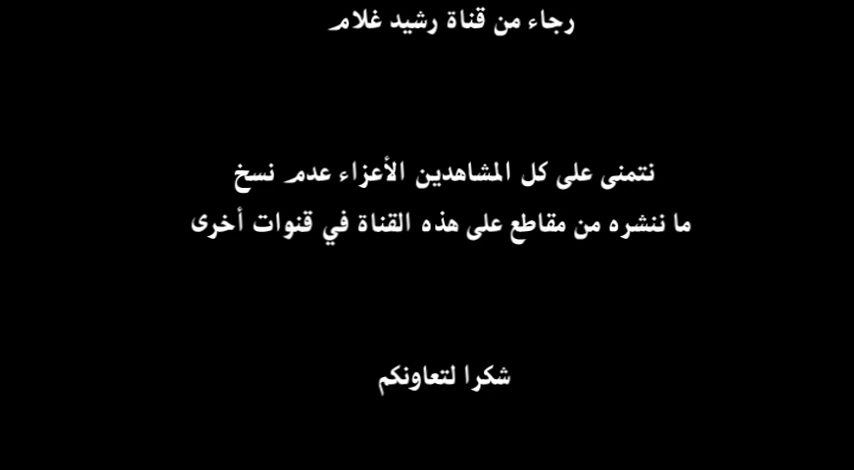 رجاء من قناة رشيد غلام
نتمنى على كل المشاهدين الأعزاء عدم نسخ
ما ننشره من مقاطع على هذه القناة في قنوات أخرى
شكرا لتعاونكم